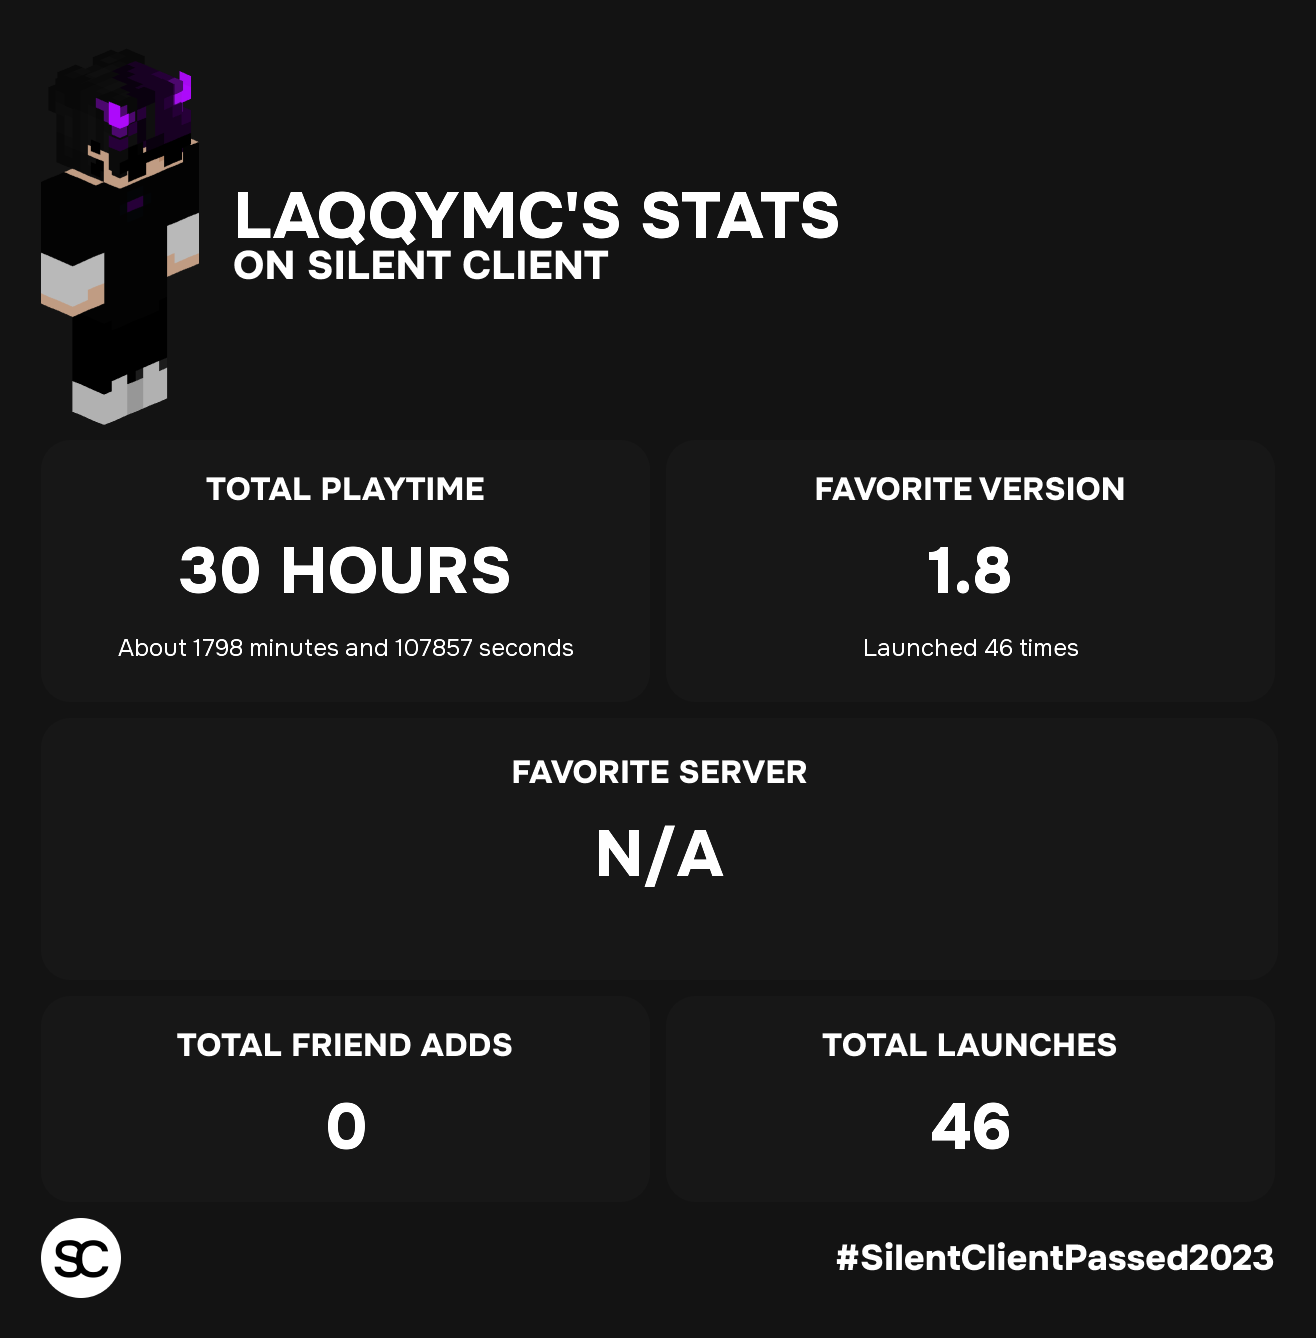 LAQQYMC'S STATS
ON SILENT CLIENT
TOTAL PLAYTIME
30 HOURS
About 1798 minutes and 107857 seconds
FAVORITE VERSION
1.8
Launched 46 times
FAVORITE SERVER
N/A
TOTAL FRIEND ADDS
0
TOTAL LAUNCHES
46
SC
#SilentClientPassed2023